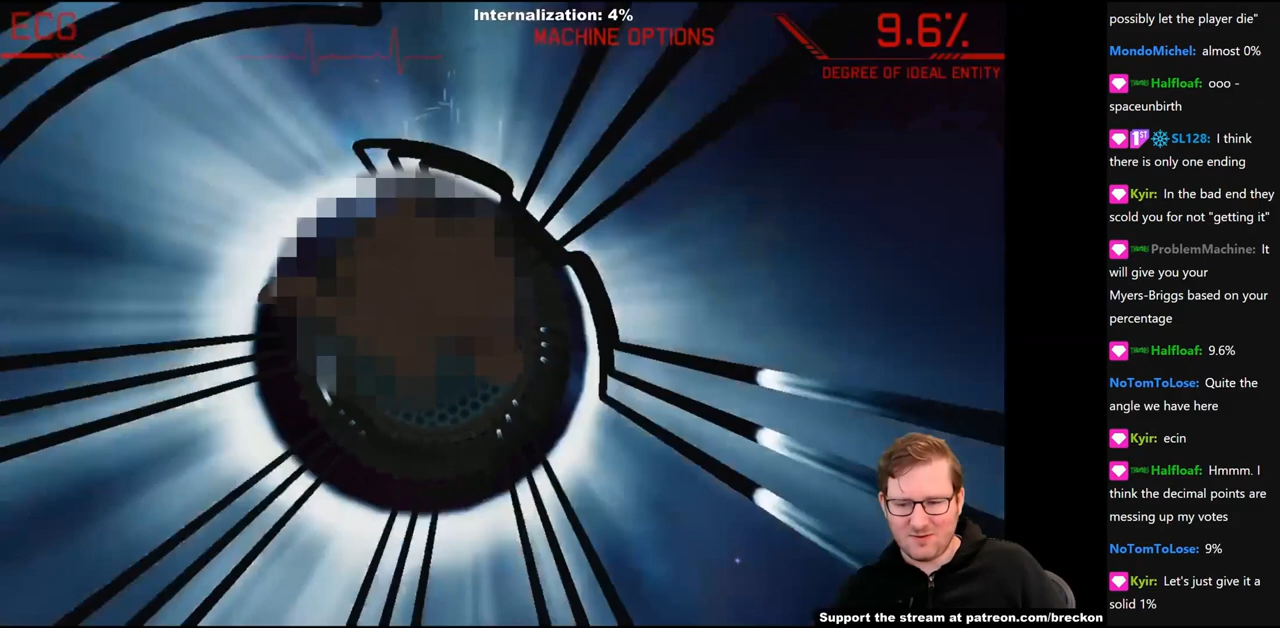 Internalization: 4%
ECG
MACHINE OPTIONS
9.6%
DEGREE OF IDEAL ENTITY
possibly let the player die"
MondoMichel: almost 0%
Halfloaf: ooo -
spaceunbirth
1ST SL128: I think
there is only one ending
Kyir: In the bad end they
scold you for not "getting it"
ProblemMachine: It
will give you your
Myers-Briggs based on your
percentage
Halfloaf: 9.6%
NoTomToLose: Quite the
angle we have here
Kyir: ecin
Halfloaf: Hmmm. I
think the decimal points are
messing up my votes
NoTomToLose: 9%
Kyir: Let's just give it a
solid 1%
Support the stream at patreon.com/breckon